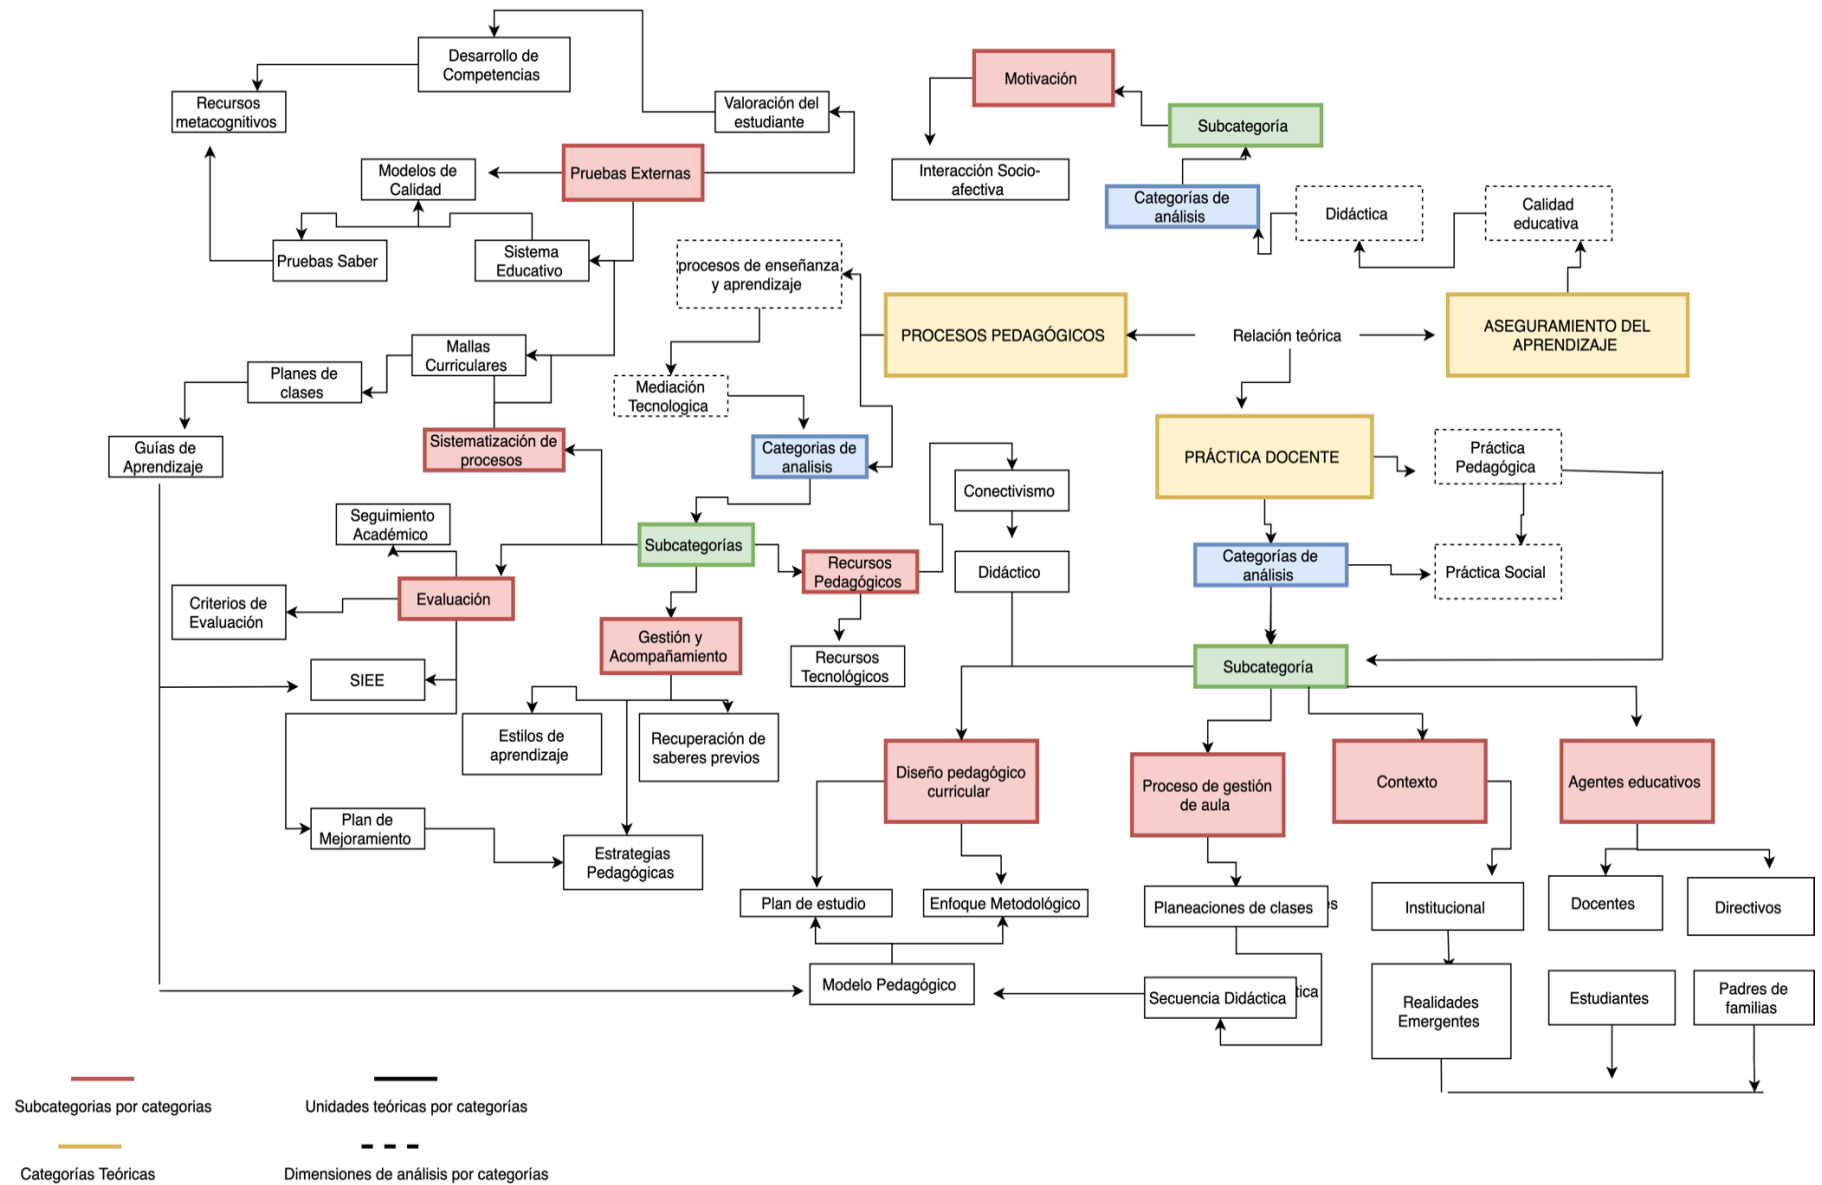 Desarrollo de
Competencias
Recursos
metacognitivos
Valoración del
estudiante
Motivación
Subcategoría
Modelos de
Calidad
Pruebas Externas
Interacción Socio-
afectiva
Categorías de
análisis
Didáctica
Calidad
educativa
Pruebas Saber
Sistema
Educativo
procesos de enseñanza
y aprendizaje
PROCESOS PEDAGÓGICOS
Relación teórica
ASEGURAMIENTO DEL
APRENDIZAJE
Mallas
Curriculares
Planes de
clases
Mediación
Tecnologica
Guías de
Aprendizaje
Sistematización de
procesos
Categorias de
analisis
PRÁCTICA DOCENTE
Práctica
Pedagógica
Conectivismo
Seguimiento
Académico
Subcategorías
Recursos
Pedagógicos
Didáctico
Categorías de
análisis
Práctica Social
Criterios de
Evaluación
Evaluación
Gestión y
Acompañamiento
Recursos
Tecnológicos
Subcategoría
SIEE
Estilos de
aprendizaje
Recuperación de
saberes previos
Diseño pedagógico
curricular
Proceso de gestión
de aula
Contexto
Agentes educativos
Plan de
Mejoramiento
Estrategias
Pedagógicas
Plan de estudio
Enfoque Metodológico
Planeaciones de clases
es
Institucional
Docentes
Directivos
Modelo Pedagógico
Secuencia Didáctica
tica
Realidades
Emergentes
Estudiantes
Padres de
familias
Subcategorias por categorias
Unidades teóricas por categorías
Categorías Teóricas
Dimensiones de análisis por categorías